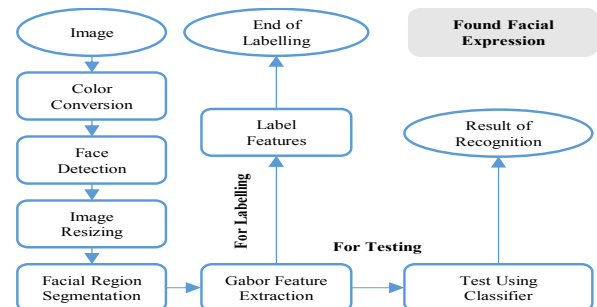 Image
Color
Conversion
Face
Detection
Image
Resizing
Facial Region
Segmentation
End of
Labelling
Label
Features
For Labelling
Gabor Feature
Extraction
For Testing
Found Facial
Expression
Result of
Recognition
Test Using
Classifier